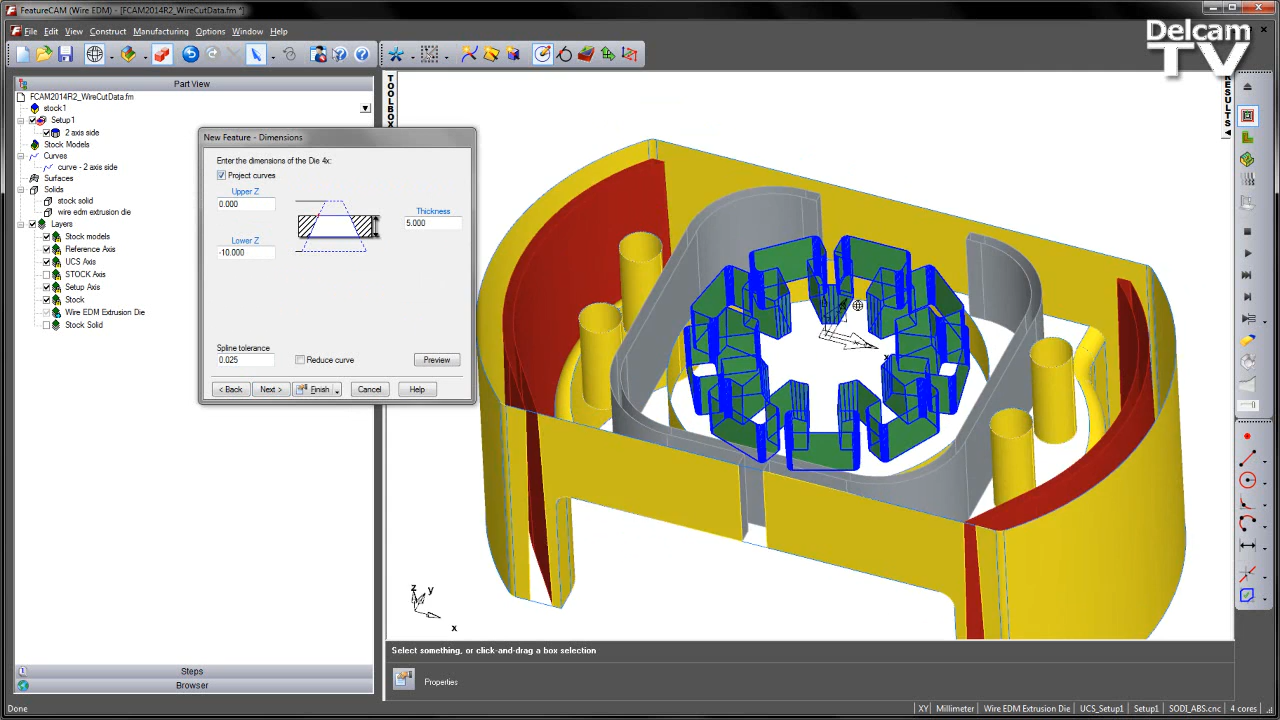 FeatureCAM (Wire EDM) - [FCAM2014R2_WireCutData.fm *]
File Edit View Construct Manufacturing Options Window Help
Delcam
TV
Part View
FCAM2014R2_WireCutData.fm
stock1
Setup1
2 axis side
Stock Models
Curves
curve - 2 axis side
Surfaces
Solids
stock solid
wire edm extrusion die
Layers
Stock models
Reference Axis
UCS Axis
STOCK Axis
Setup Axis
Stock
Wire EDM Extrusion Die
Stock Solid
Steps
Browser
New Feature - Dimensions
Enter the dimensions of the Die 4x:
Project curves
Upper Z
0.000
Thickness
5.000
Lower Z
-10.000
Spline tolerance
0.025
Reduce curve
Preview
< Back Next > Finish Cancel Help
TOOLBOX
RESULTS
x
z
y
x
Select something, or click-and-drag a box selection
Properties
Done
XY Millimeter Wire EDM Extrusion Die UCS_Setup1 Setup1 SODI_ABS.cnc 4 cores